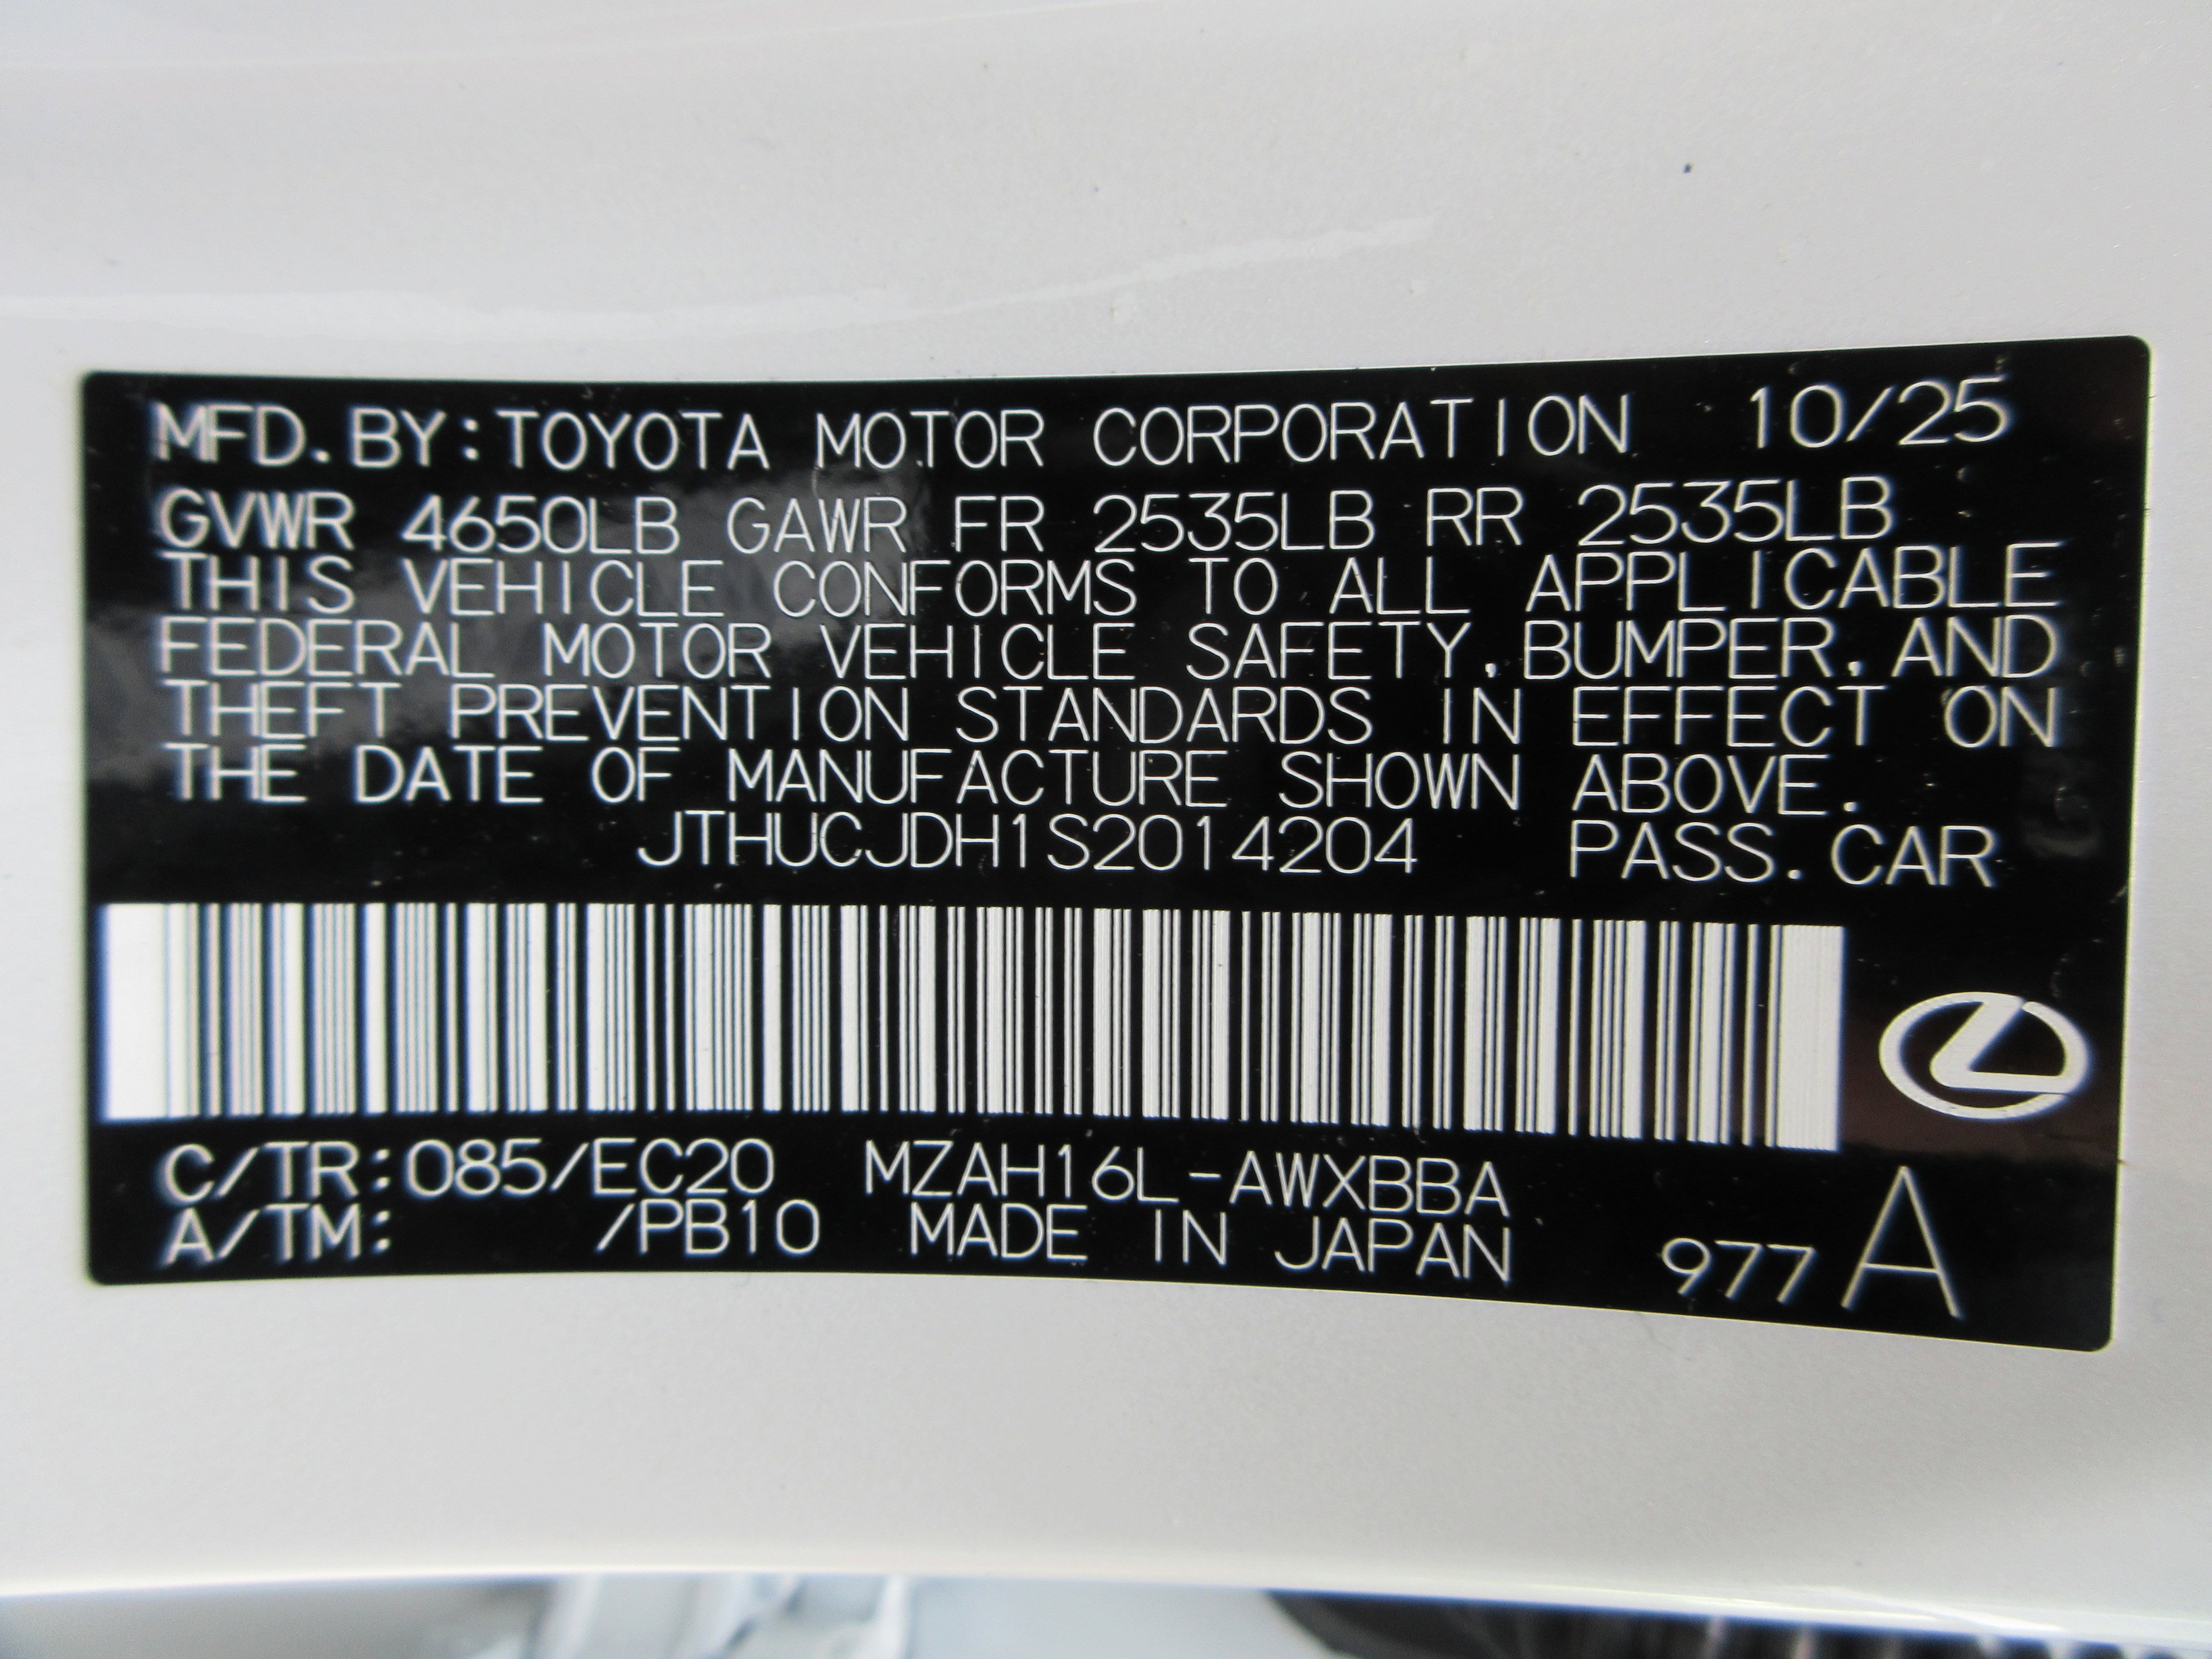 MFD. BY:TOYOTA MOTOR CORPORATION 10/25
GVWR 4650LB GAWR FR 2535LB RR 2535LB
THIS VEHICLE CONFORMS TO ALL APPLICABLE
FEDERAL MOTOR VEHICLE SAFETY, BUMPER, AND
THEFT PREVENTION STANDARDS IN EFFECT ON
THE DATE OF MANUFACTURE SHOWN ABOVE.
JTHUCJDH1S2014204 PASS. CAR
C/TR:085/EC20 MZAH16L-AWXBBA
A/TM: /PB10 MADE IN JAPAN 977 A